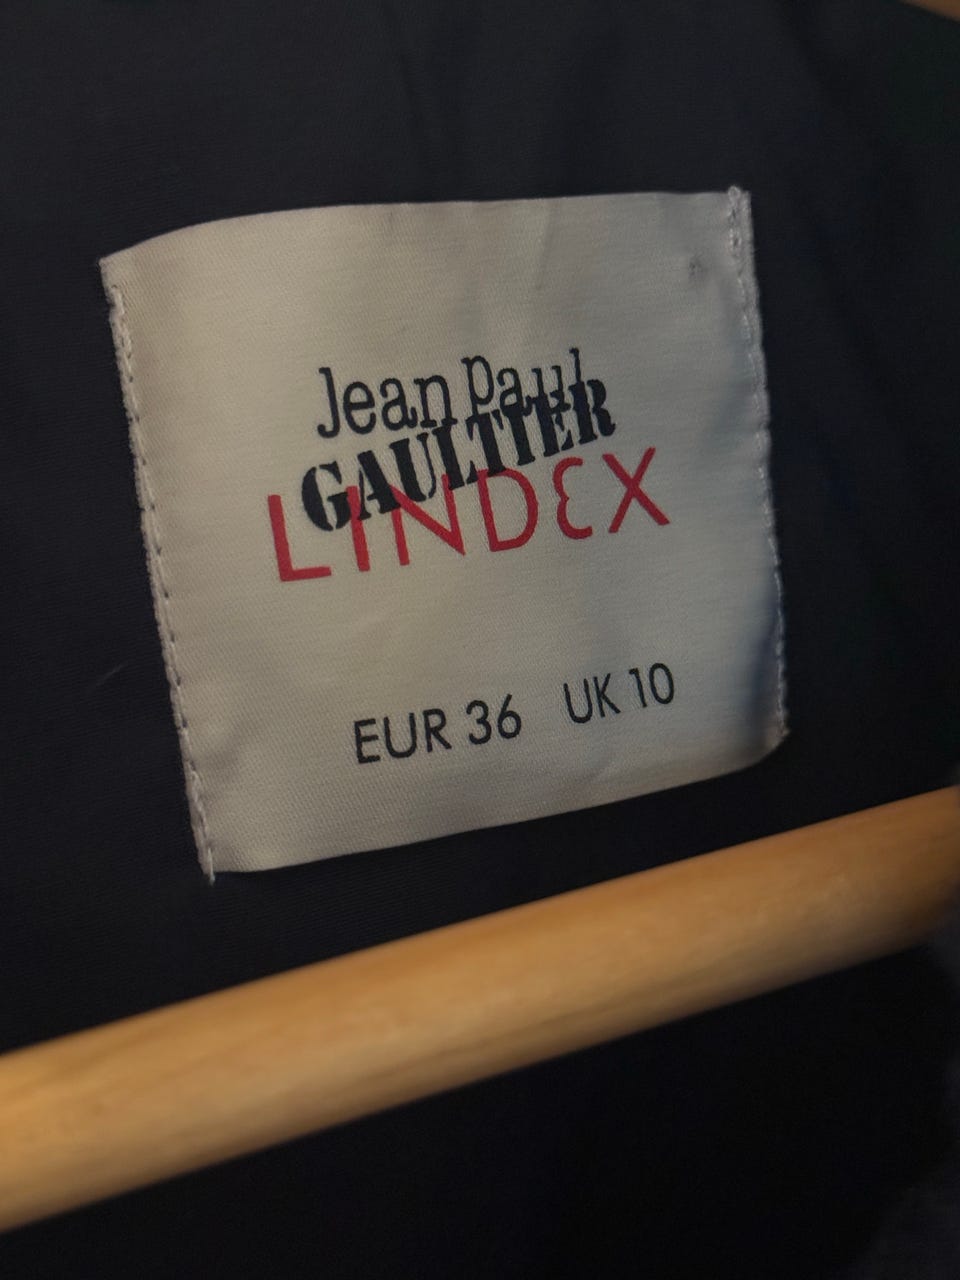 Jean Paul
GAULTIER
LINDEX
EUR 36 UK 10